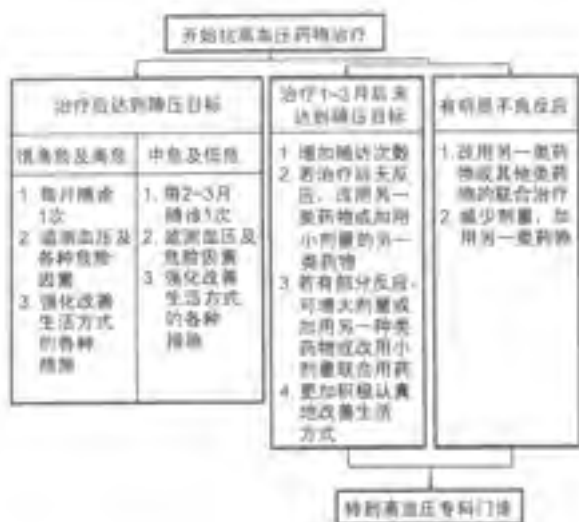 开始抗高血压药物治疗
治疗后达到降压目标
很高危及高危
1. 每月随诊
1次
2. 监测血压及
各种危险
因素
3. 强化改善
生活方式
的各种
措施
中危及低危
1. 每2~3月
随诊1次
2. 监测血压及
危险因素
3. 强化改善
生活方式
的各种
措施
治疗1~3月后未
达到降压目标
1. 增加随访次数
2. 若治疗后无反
应,改用另一
类药物或加用
小剂量的另一
类药物
3. 若有部分反应,
可增大剂量或
加用另一种类
药物或改用小
剂量联合用药
4. 更加积极认真
地改善生活
方式
有明显不良反应
1. 改用另一类药
物或其他类药
物的联合治疗
2. 减少剂量,加
用另一类药物
转到高血压专科门诊